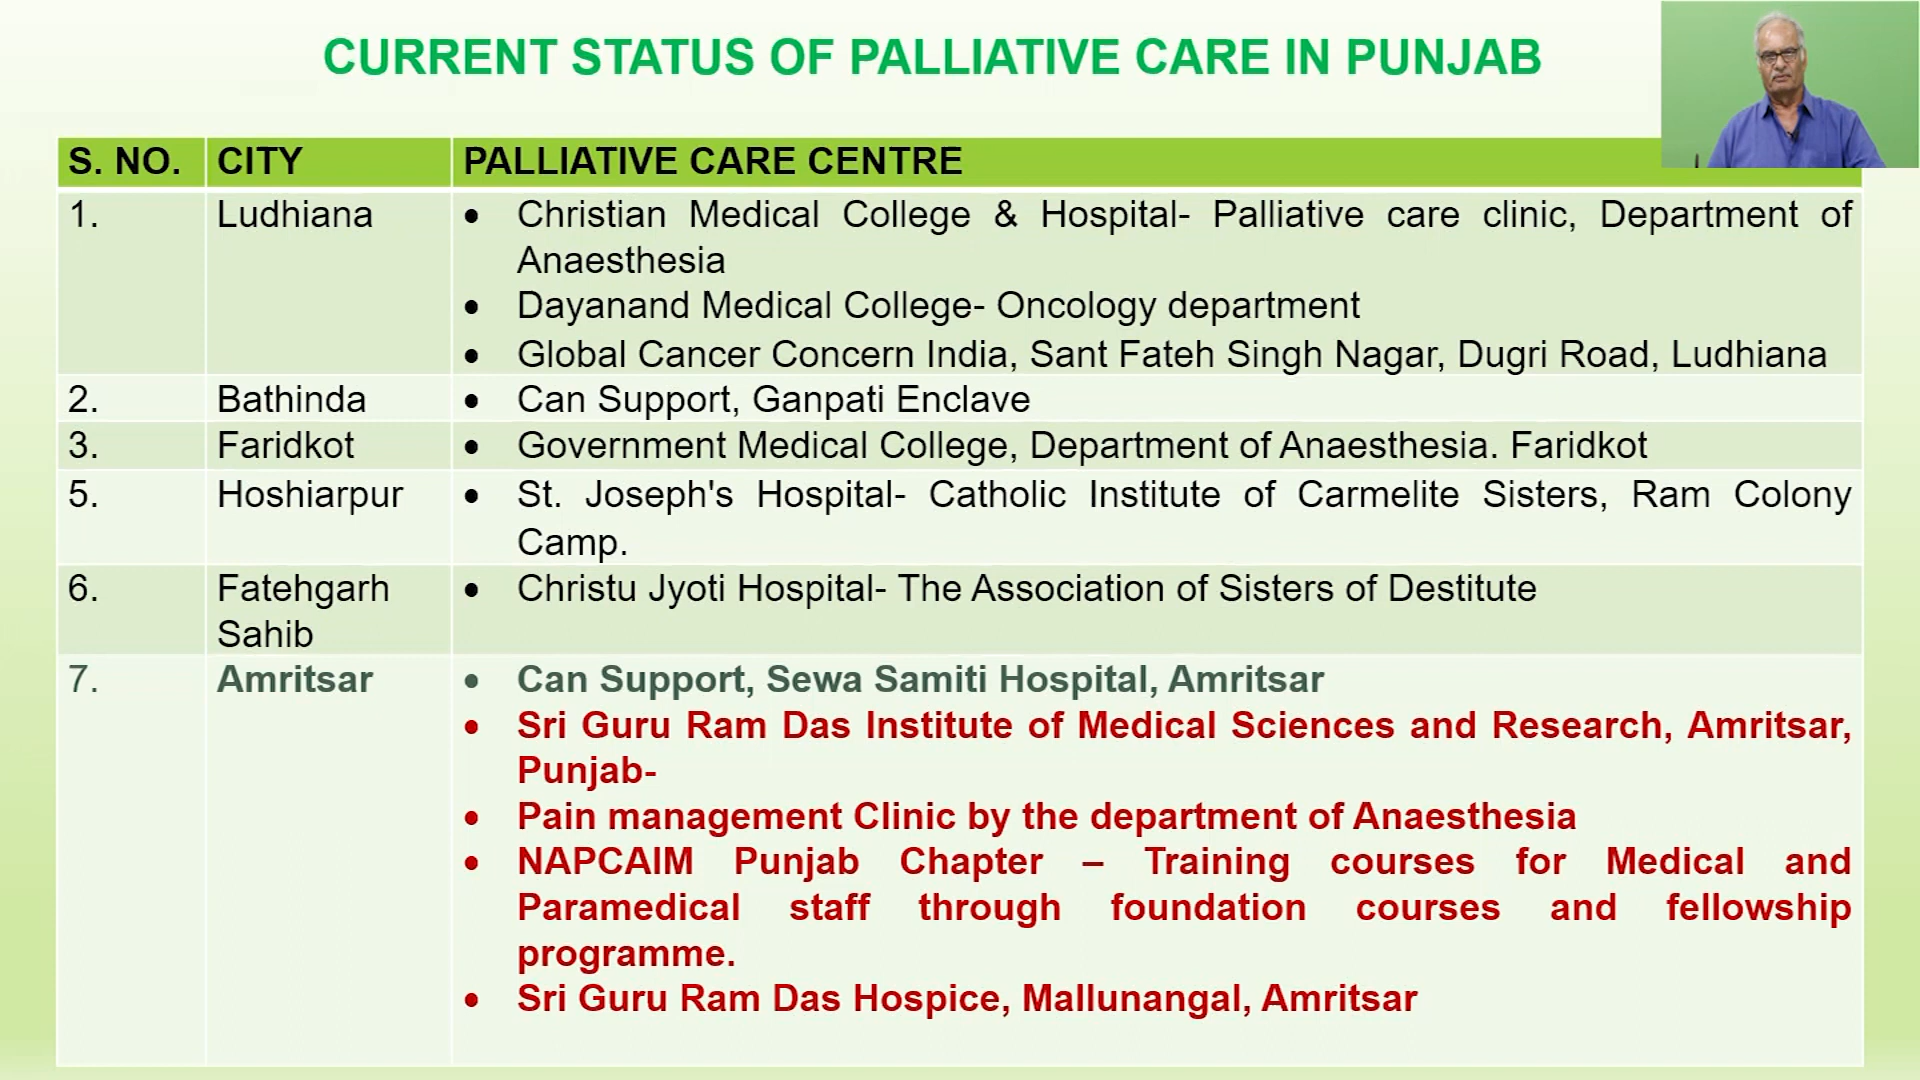 CURRENT STATUS OF PALLIATIVE CARE IN PUNJAB
S. NO. CITY PALLIATIVE CARE CENTRE
1. Ludhiana • Christian Medical College & Hospital- Palliative care clinic, Department of
Anaesthesia
• Dayanand Medical College- Oncology department
• Global Cancer Concern India, Sant Fateh Singh Nagar, Dugri Road, Ludhiana
2. Bathinda • Can Support, Ganpati Enclave
3. Faridkot • Government Medical College, Department of Anaesthesia. Faridkot
5. Hoshiarpur • St. Joseph's Hospital- Catholic Institute of Carmelite Sisters, Ram Colony
Camp.
6. Fatehgarh • Christu Jyoti Hospital- The Association of Sisters of Destitute
Sahib
7. Amritsar • Can Support, Sewa Samiti Hospital, Amritsar
• Sri Guru Ram Das Institute of Medical Sciences and Research, Amritsar,
Punjab-
• Pain management Clinic by the department of Anaesthesia
• NAPCAIM Punjab Chapter – Training courses for Medical and
Paramedical staff through foundation courses and fellowship
programme.
• Sri Guru Ram Das Hospice, Mallunangal, Amritsar